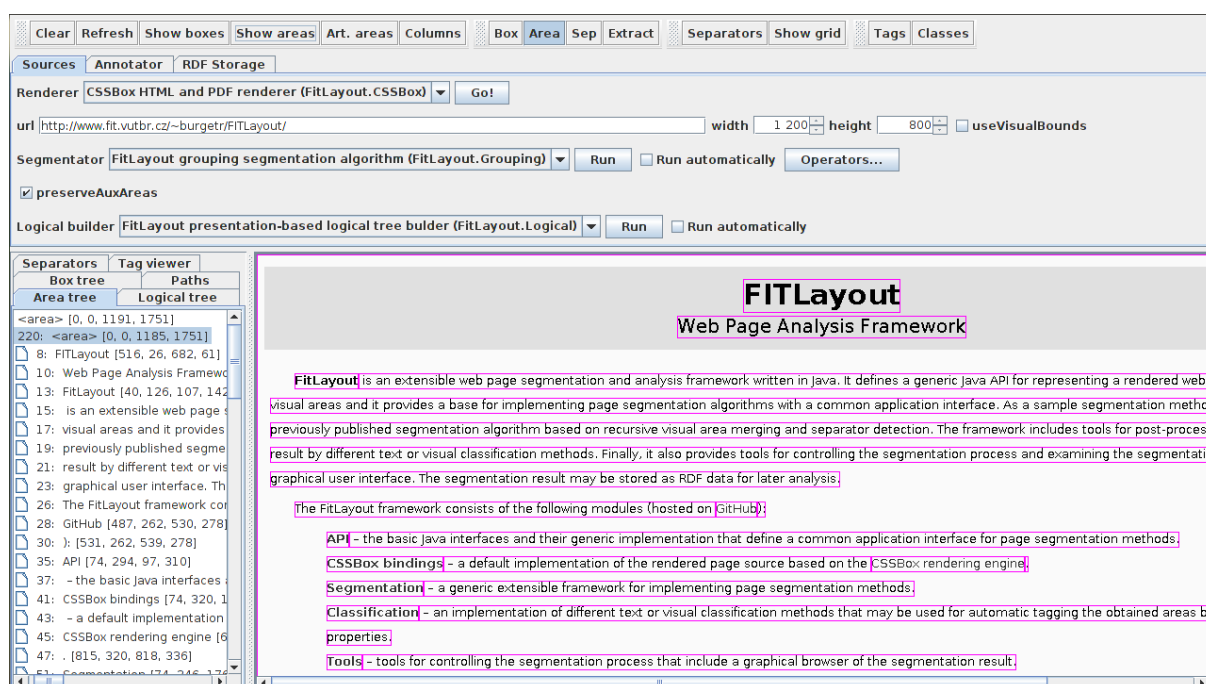 Clear Refresh Show boxes Show areas Art. areas Columns Box Area Sep Extract Separators Show grid Tags Classes
Sources Annotator RDF Storage
Renderer CSSBox HTML and PDF renderer (FitLayout.CSSBox) Go!
url http://www.fit.vutbr.cz/~burgetr/FITLayout/ width 1 200 height 800 useVisualBounds
Segmentator FitLayout grouping segmentation algorithm (FitLayout.Grouping) Run Run automatically Operators...
preserveAuxAreas
Logical builder FitLayout presentation-based logical tree bulder (FitLayout.Logical) Run Run automatically
Separators Tag viewer
Box tree Paths
Area tree Logical tree
<area> [0, 0, 1191, 1751]
220: <area> [0, 0, 1185, 1751]
8: FITLayout [516, 26, 682, 61]
10: Web Page Analysis Framewo
13: FitLayout [40, 126, 107, 142
15: is an extensible web page s
17: visual areas and it provides
19: previously published segme
21: result by different text or vis
23: graphical user interface. Th
26: The FitLayout framework cor
28: GitHub [487, 262, 530, 278]
30: ): [531, 262, 539, 278]
35: API [74, 294, 97, 310]
37: – the basic Java interfaces a
41: CSSBox bindings [74, 320, 1
43: – a default implementation
45: CSSBox rendering engine [6
47: . [815, 320, 818, 336]
51: Segmentation [74, 346, 176
FITLayout
Web Page Analysis Framework
FitLayout is an extensible web page segmentation and analysis framework written in Java. It defines a generic Java API for representing a rendered web
visual areas and it provides a base for implementing page segmentation algorithms with a common application interface. As a sample segmentation metho
previously published segmentation algorithm based on recursive visual area merging and separator detection. The framework includes tools for post-proces
result by different text or visual classification methods. Finally, it also provides tools for controlling the segmentation process and examining the segmentati
graphical user interface. The segmentation result may be stored as RDF data for later analysis.
The FitLayout framework consists of the following modules (hosted on GitHub):
API – the basic Java interfaces and their generic implementation that define a common application interface for page segmentation methods.
CSSBox bindings – a default implementation of the rendered page source based on the CSSBox rendering engine.
Segmentation – a generic extensible framework for implementing page segmentation methods.
Classification – an implementation of different text or visual classification methods that may be used for automatic tagging the obtained areas b
properties.
Tools – tools for controlling the segmentation process that include a graphical browser of the segmentation result.